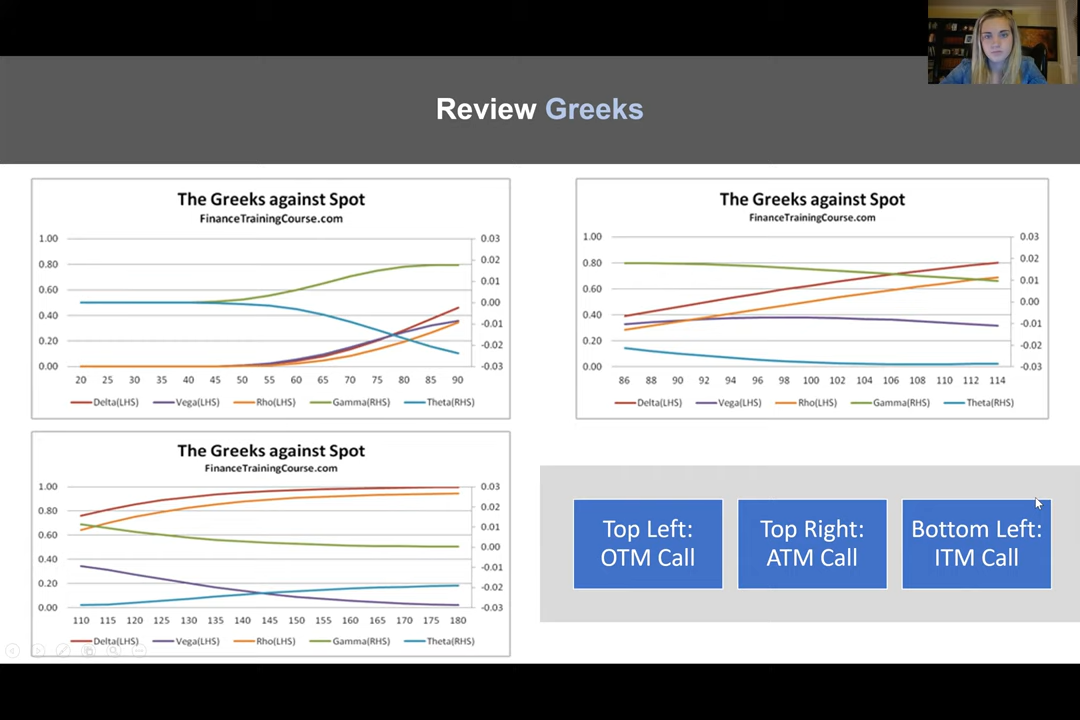 Review Greeks
The Greeks against Spot
FinanceTrainingCourse.com
1.00 0.03
0.80 0.02
0.60 0.01
0.00
0.40 -0.01
0.20 -0.02
0.00 -0.03
20 25 30 35 40 45 50 55 60 65 70 75 80 85 90
Delta(LHS) Vega(LHS) Rho(LHS) Gamma(RHS) Theta(RHS)
The Greeks against Spot
FinanceTrainingCourse.com
1.00 0.03
0.80 0.02
0.60 0.01
0.00
0.40 -0.01
0.20 -0.02
0.00 -0.03
86 88 90 92 94 96 98 100 102 104 106 108 110 112 114
Delta(LHS) Vega(LHS) Rho(LHS) Gamma(RHS) Theta(RHS)
The Greeks against Spot
FinanceTrainingCourse.com
1.00 0.03
0.80 0.02
0.60 0.01
0.00
0.40 -0.01
0.20 -0.02
0.00 -0.03
110 115 120 125 130 135 140 145 150 155 160 165 170 175 180
Delta(LHS) Vega(LHS) Rho(LHS) Gamma(RHS) Theta(RHS)
Top Left:
OTM Call
Top Right:
ATM Call
Bottom Left:
ITM Call